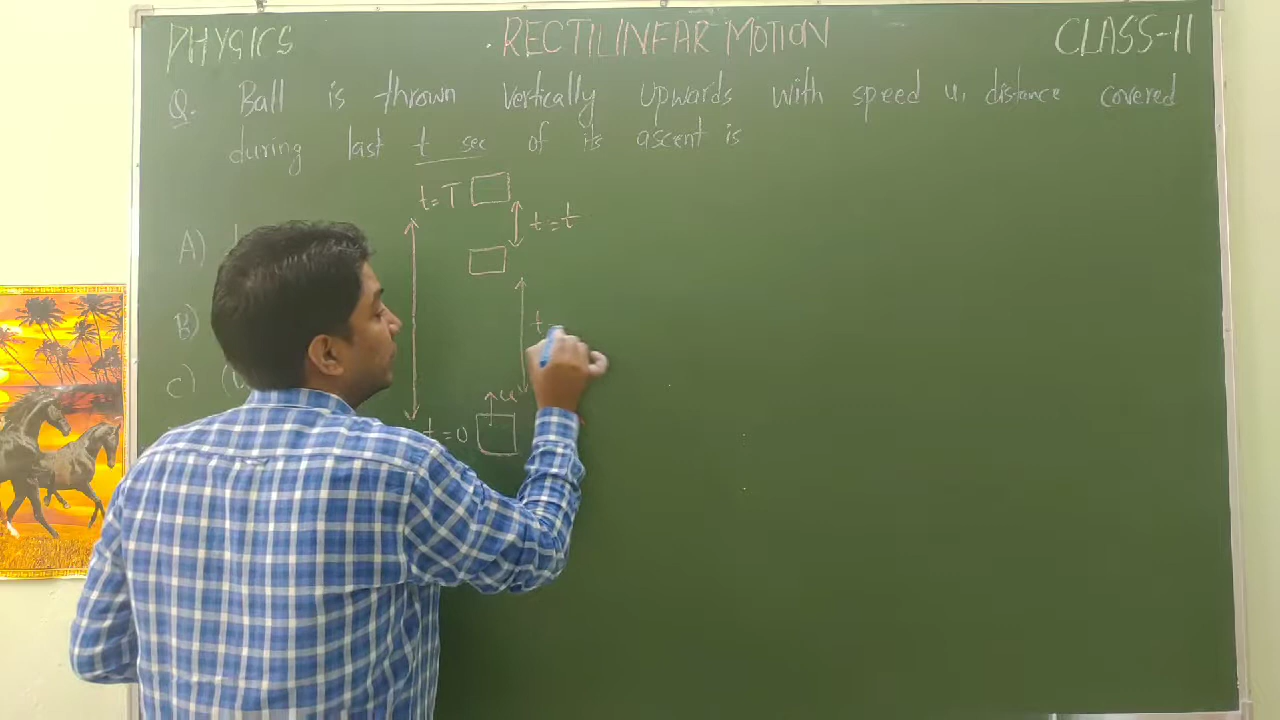 PHYSICS
RECTILINEAR MOTION
CLASS-11
Q. Ball is thrown vertically upwards with speed u, distance covered
during last t sec of its ascent is
t=T
t=t
A)
B)
t
C) (u
u
t=0